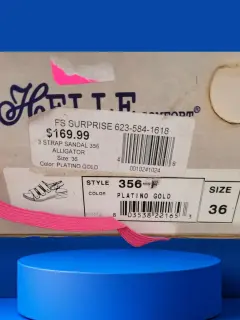 HELLE
COMFORT
FS SURPRISE 623-584-1618
$169.99
3 STRAP SANDAL 356
ALLIGATOR
Size: 36
Color: PLATINO GOLD
0010241024
STYLE 356
COLOR PLATINO GOLD
SIZE
36